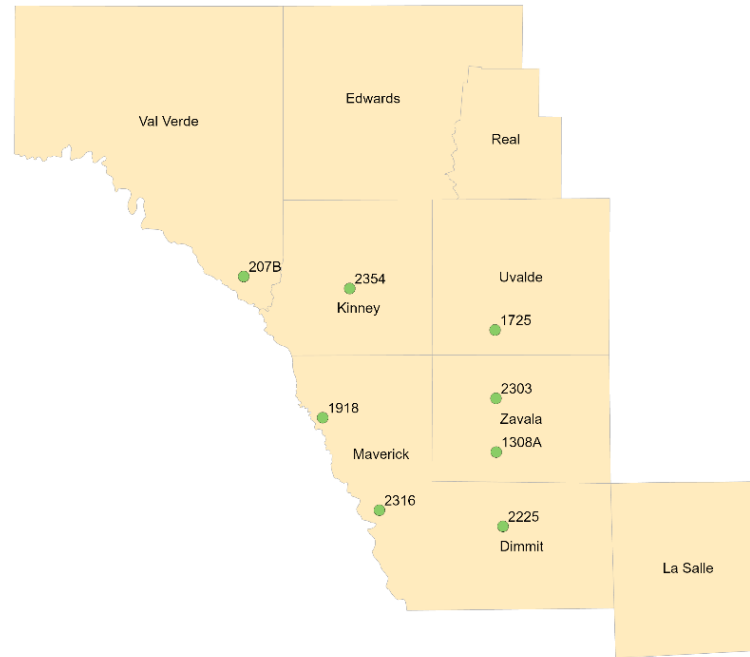 Edwards
Val Verde
Real
207B
2354
Uvalde
Kinney
1725
2303
1918
Zavala
1308A
Maverick
2316
2225
Dimmit
La Salle